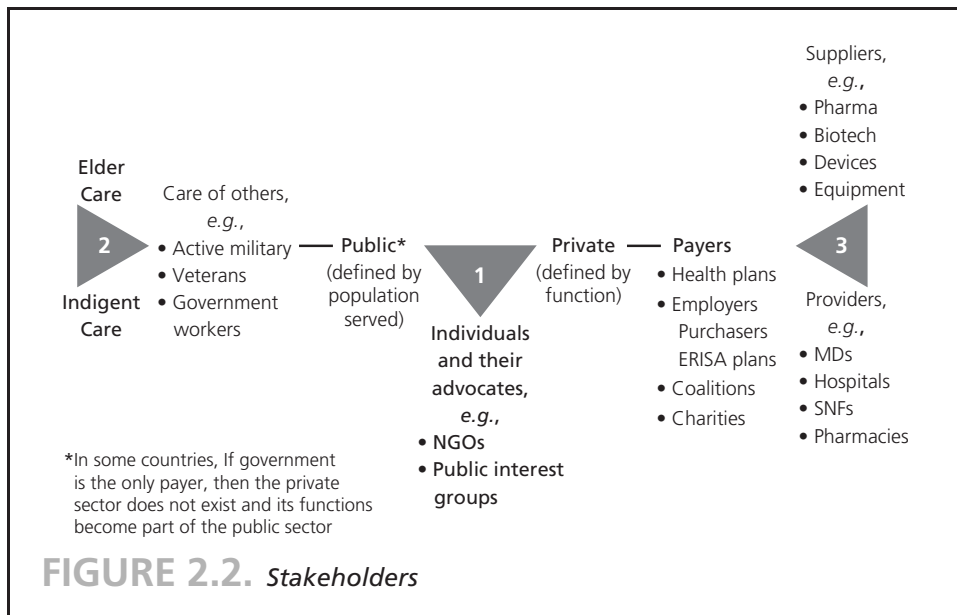 Elder
Care
2
Indigent
Care
Care of others,
e.g.,
• Active military
• Veterans
• Government
workers
Public*
(defined by
population
served)
1
Individuals
and their
advocates,
e.g.,
• NGOs
• Public interest
groups
Private
(defined by
function)
Payers
• Health plans
• Employers
Purchasers
ERISA plans
• Coalitions
• Charities
Suppliers,
e.g.,
• Pharma
• Biotech
• Devices
• Equipment
3
Providers,
e.g.,
• MDs
• Hospitals
• SNFs
• Pharmacies
*In some countries, If government
is the only payer, then the private
sector does not exist and its functions
become part of the public sector
FIGURE 2.2. Stakeholders